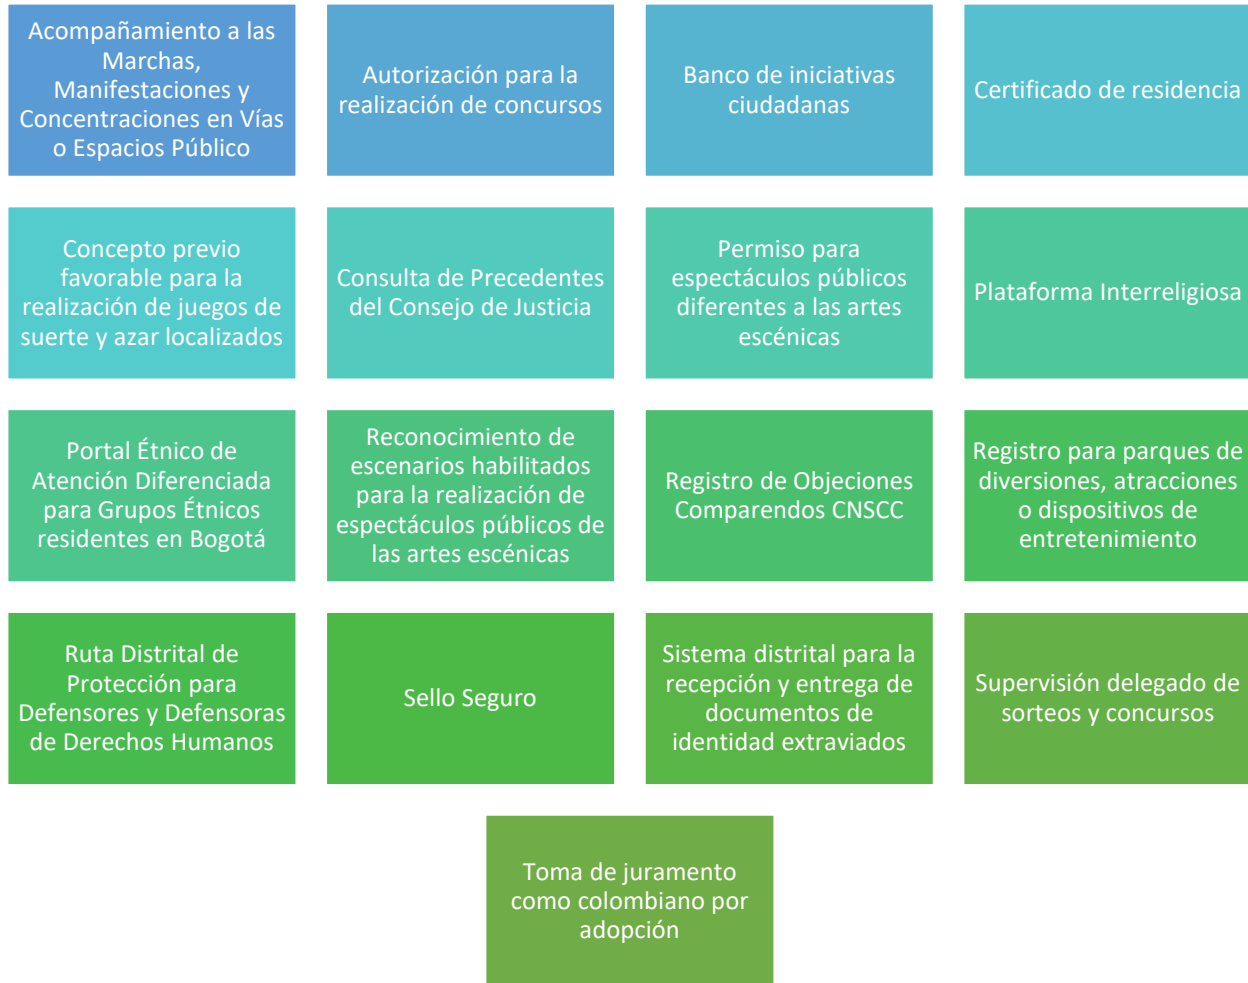 Acompañamiento a las
Marchas,
Manifestaciones y
Concentraciones en Vías
o Espacios Público
Autorización para la
realización de concursos
Banco de iniciativas
ciudadanas
Certificado de residencia
Concepto previo
favorable para la
realización de juegos de
suerte y azar localizados
Consulta de Precedentes
del Consejo de Justicia
Permiso para
espectáculos públicos
diferentes a las artes
escénicas
Plataforma Interreligiosa
Portal Étnico de
Atención Diferenciada
para Grupos Étnicos
residentes en Bogotá
Reconocimiento de
escenarios habilitados
para la realización de
espectáculos públicos de
las artes escénicas
Registro de Objeciones
Comparendos CNSCC
Registro para parques de
diversiones, atracciones
o dispositivos de
entretenimiento
Ruta Distrital de
Protección para
Defensores y Defensoras
de Derechos Humanos
Sello Seguro
Sistema distrital para la
recepción y entrega de
documentos de
identidad extraviados
Supervisión delegado de
sorteos y concursos
Toma de juramento
como colombiano por
adopción